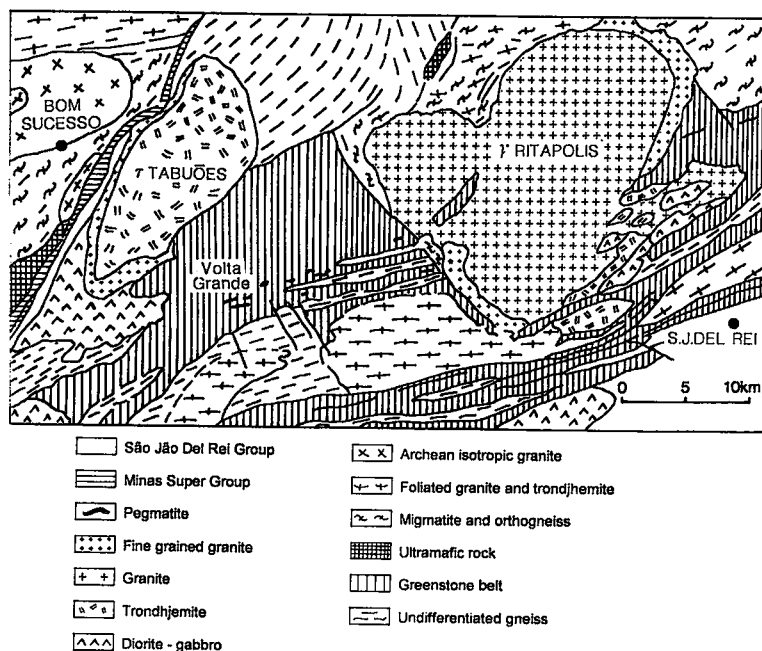 BOM
SUCESSO
τ TABUÕES
γ RITAPOLIS
Volta
Grande
S.J.DEL REI
0 5 10km
São Jão Del Rei Group
Minas Super Group
Pegmatite
Fine grained granite
Granite
Trondhjemite
Diorite - gabbro
Archean isotropic granite
Foliated granite and trondjhemite
Migmatite and orthogneiss
Ultramafic rock
Greenstone belt
Undifferentiated gneiss